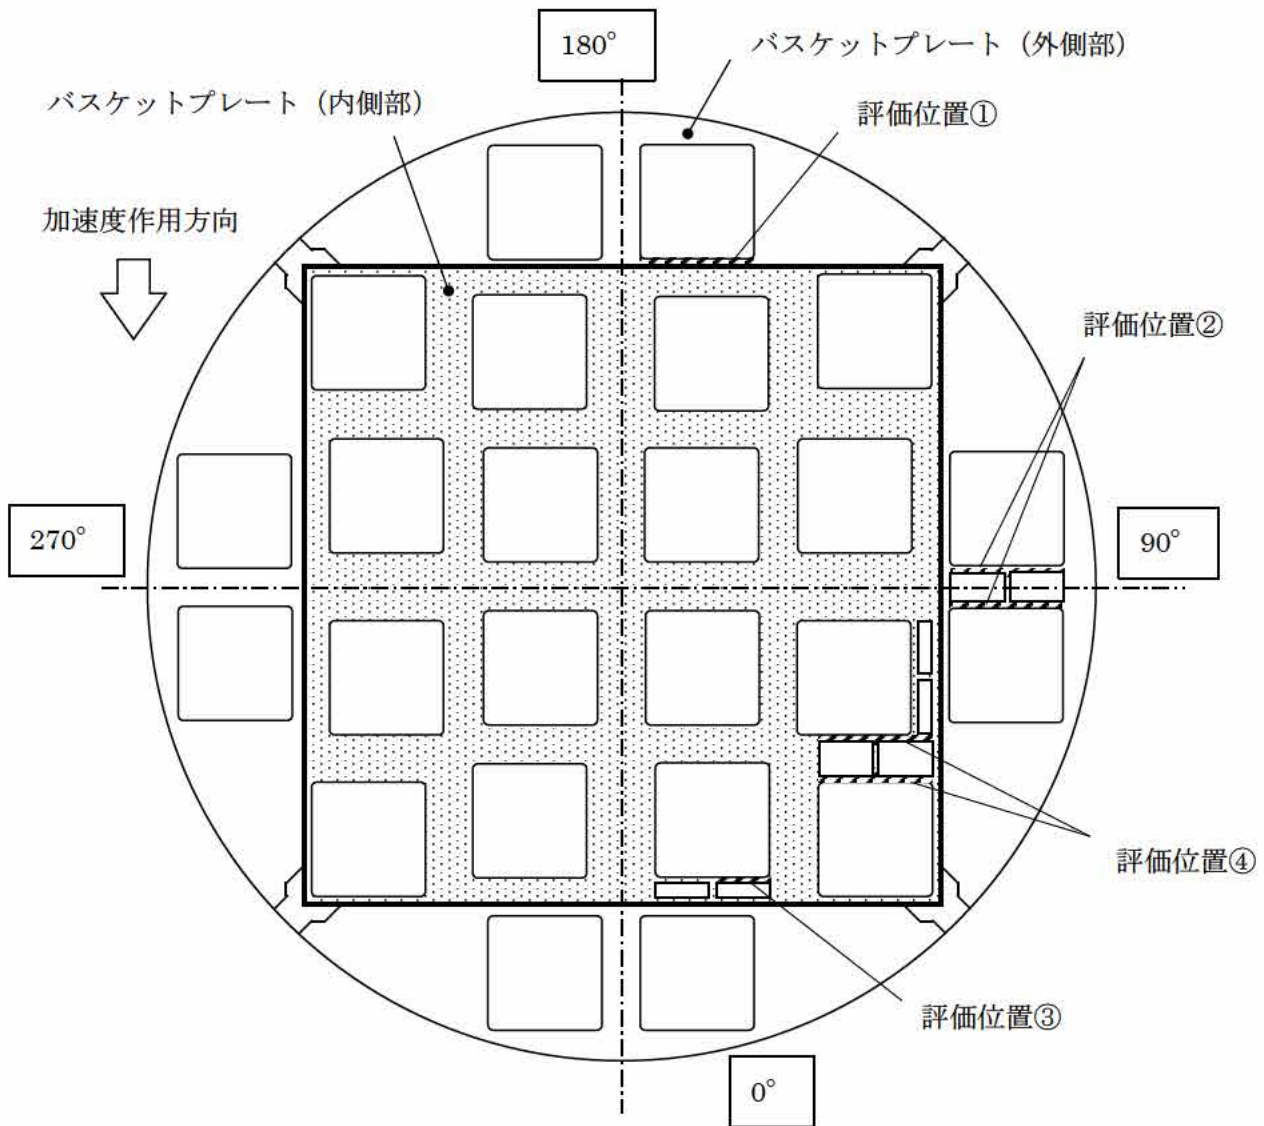 180°
バスケットプレート（外側部）
バスケットプレート（内側部）
評価位置①
加速度作用方向
評価位置②
270°
90°
評価位置④
評価位置③
0°